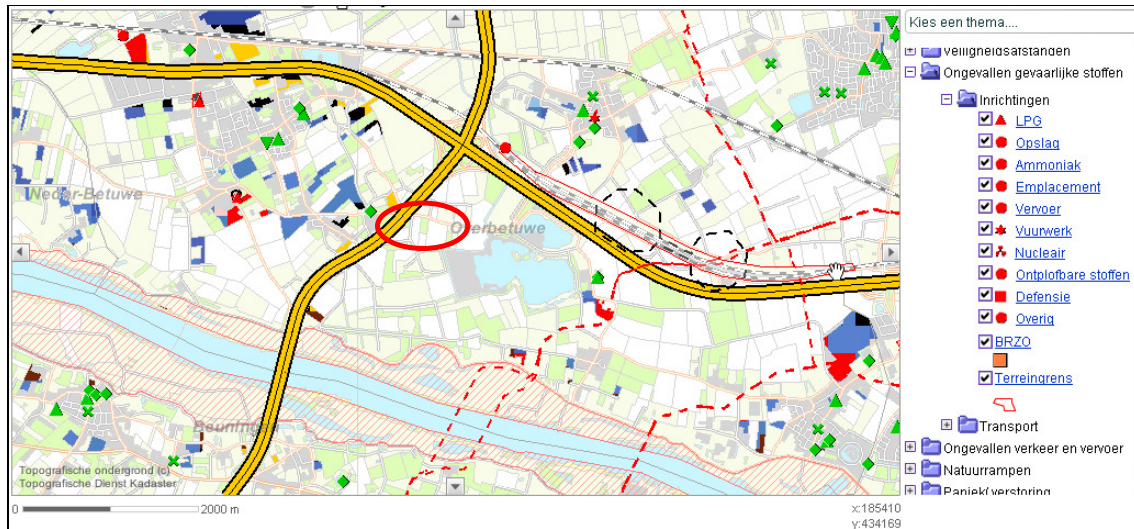 Kies een thema....
Veiligheidsafstanden
Ongevallen gevaarlijke stoffen
Inrichtingen
LPG
Opslag
Ammoniak
Emplacement
Vervoer
Vuurwerk
Nucleair
Ontplofbare stoffen
Defensie
Overig
BRZO
Terreingrens
Transport
Ongevallen verkeer en vervoer
Natuurrampen
Paniek(verstoring
Neder-Betuwe
Overbetuwe
Beuningen
Topografische ondergrond (c)
Topografische Dienst Kadaster
0 2000 m
x:185410
y:434169